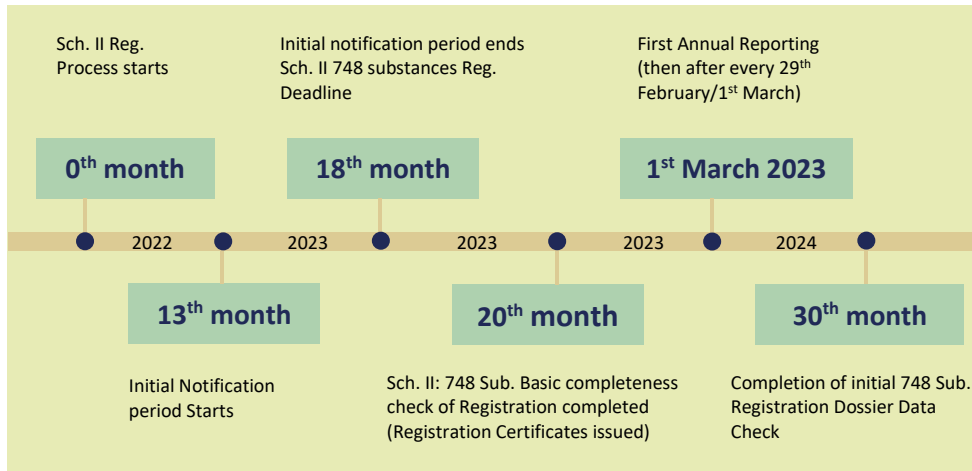 Sch. II Reg.
Process starts
Initial notification period ends
Sch. II 748 substances Reg.
Deadline
First Annual Reporting
(then after every 29th
February/1st March)
0th month
18th month
1st March 2023
2022
2023
2023
2023
2024
13th month
20th month
30th month
Initial Notification
period Starts
Sch. II: 748 Sub. Basic completeness
check of Registration completed
(Registration Certificates issued)
Completion of initial 748 Sub.
Registration Dossier Data
Check